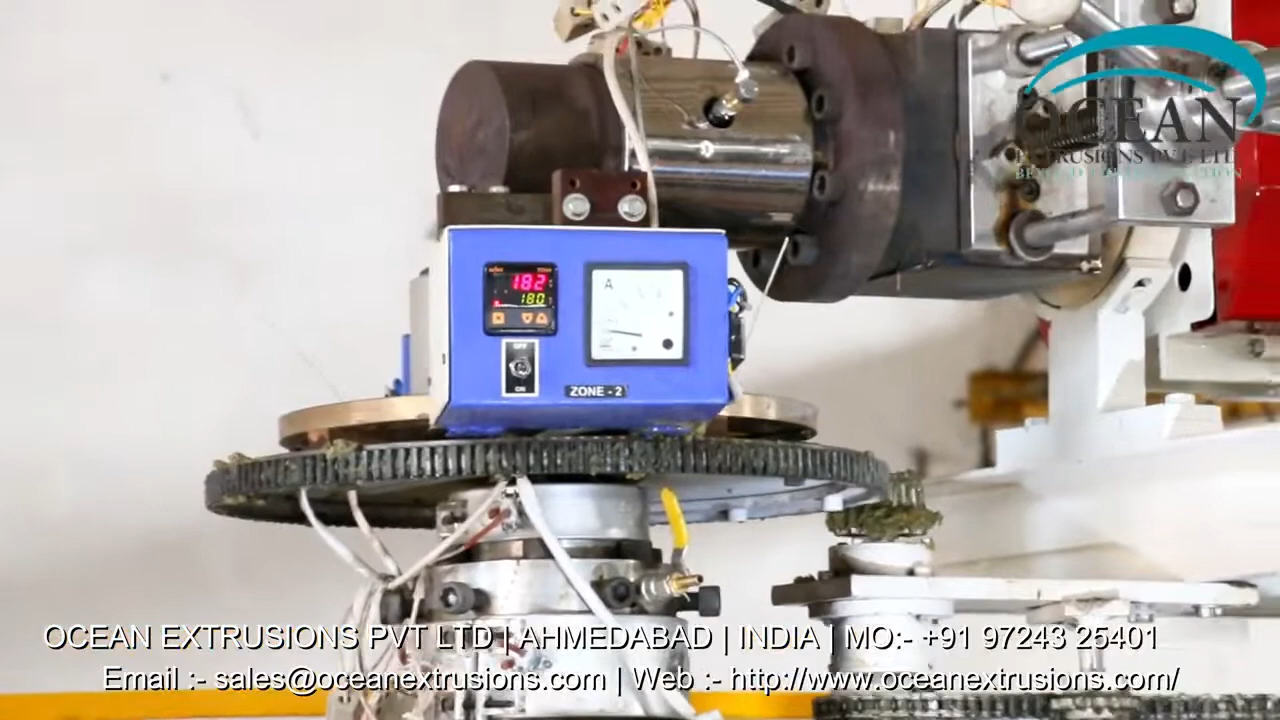 OCEAN
EXTRUSIONS PVT. LTD.
182
180
A
OFF
ON
ZONE - 2
OCEAN EXTRUSIONS PVT LTD | AHMEDABAD | INDIA | MO:- +91 97243 25401
Email :- sales@oceanextrusions.com | Web :- http://www.oceanextrusions.com/